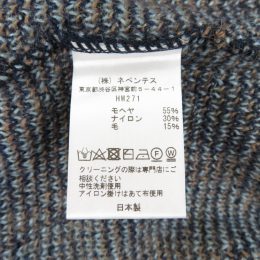 (株)ネペンテス
東京都渋谷区神宮前5-44-1
HM271
モヘヤ 55%
ナイロン 30%
毛 15%
クリーニングの際は専門店にご
相談ください
中性洗剤使用
アイロン掛けはあて布使用
日本製